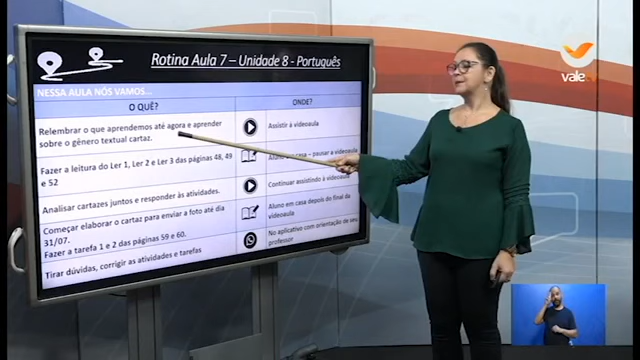 Rotina Aula 7 – Unidade 8 - Português
NESSA AULA NÓS VAMOS...
O QUÊ?
ONDE?
Relembrar o que aprendemos até agora e aprender
sobre o gênero textual cartaz.
Assistir à videoaula
Fazer a leitura do Ler 1, Ler 2 e Ler 3 das páginas 48, 49
e 52
casa – pausar a videoaula
Analisar cartazes juntos e responder às atividades.
Continuar assistindo à videoaula
Começar elaborar o cartaz para enviar a foto até dia
31/07.
Fazer a tarefa 1 e 2 das páginas 59 e 60.
Aluno em casa depois do final da
videoaula
Tirar dúvidas, corrigir as atividades e tarefas
No aplicativo com orientação de seu
professor
vale